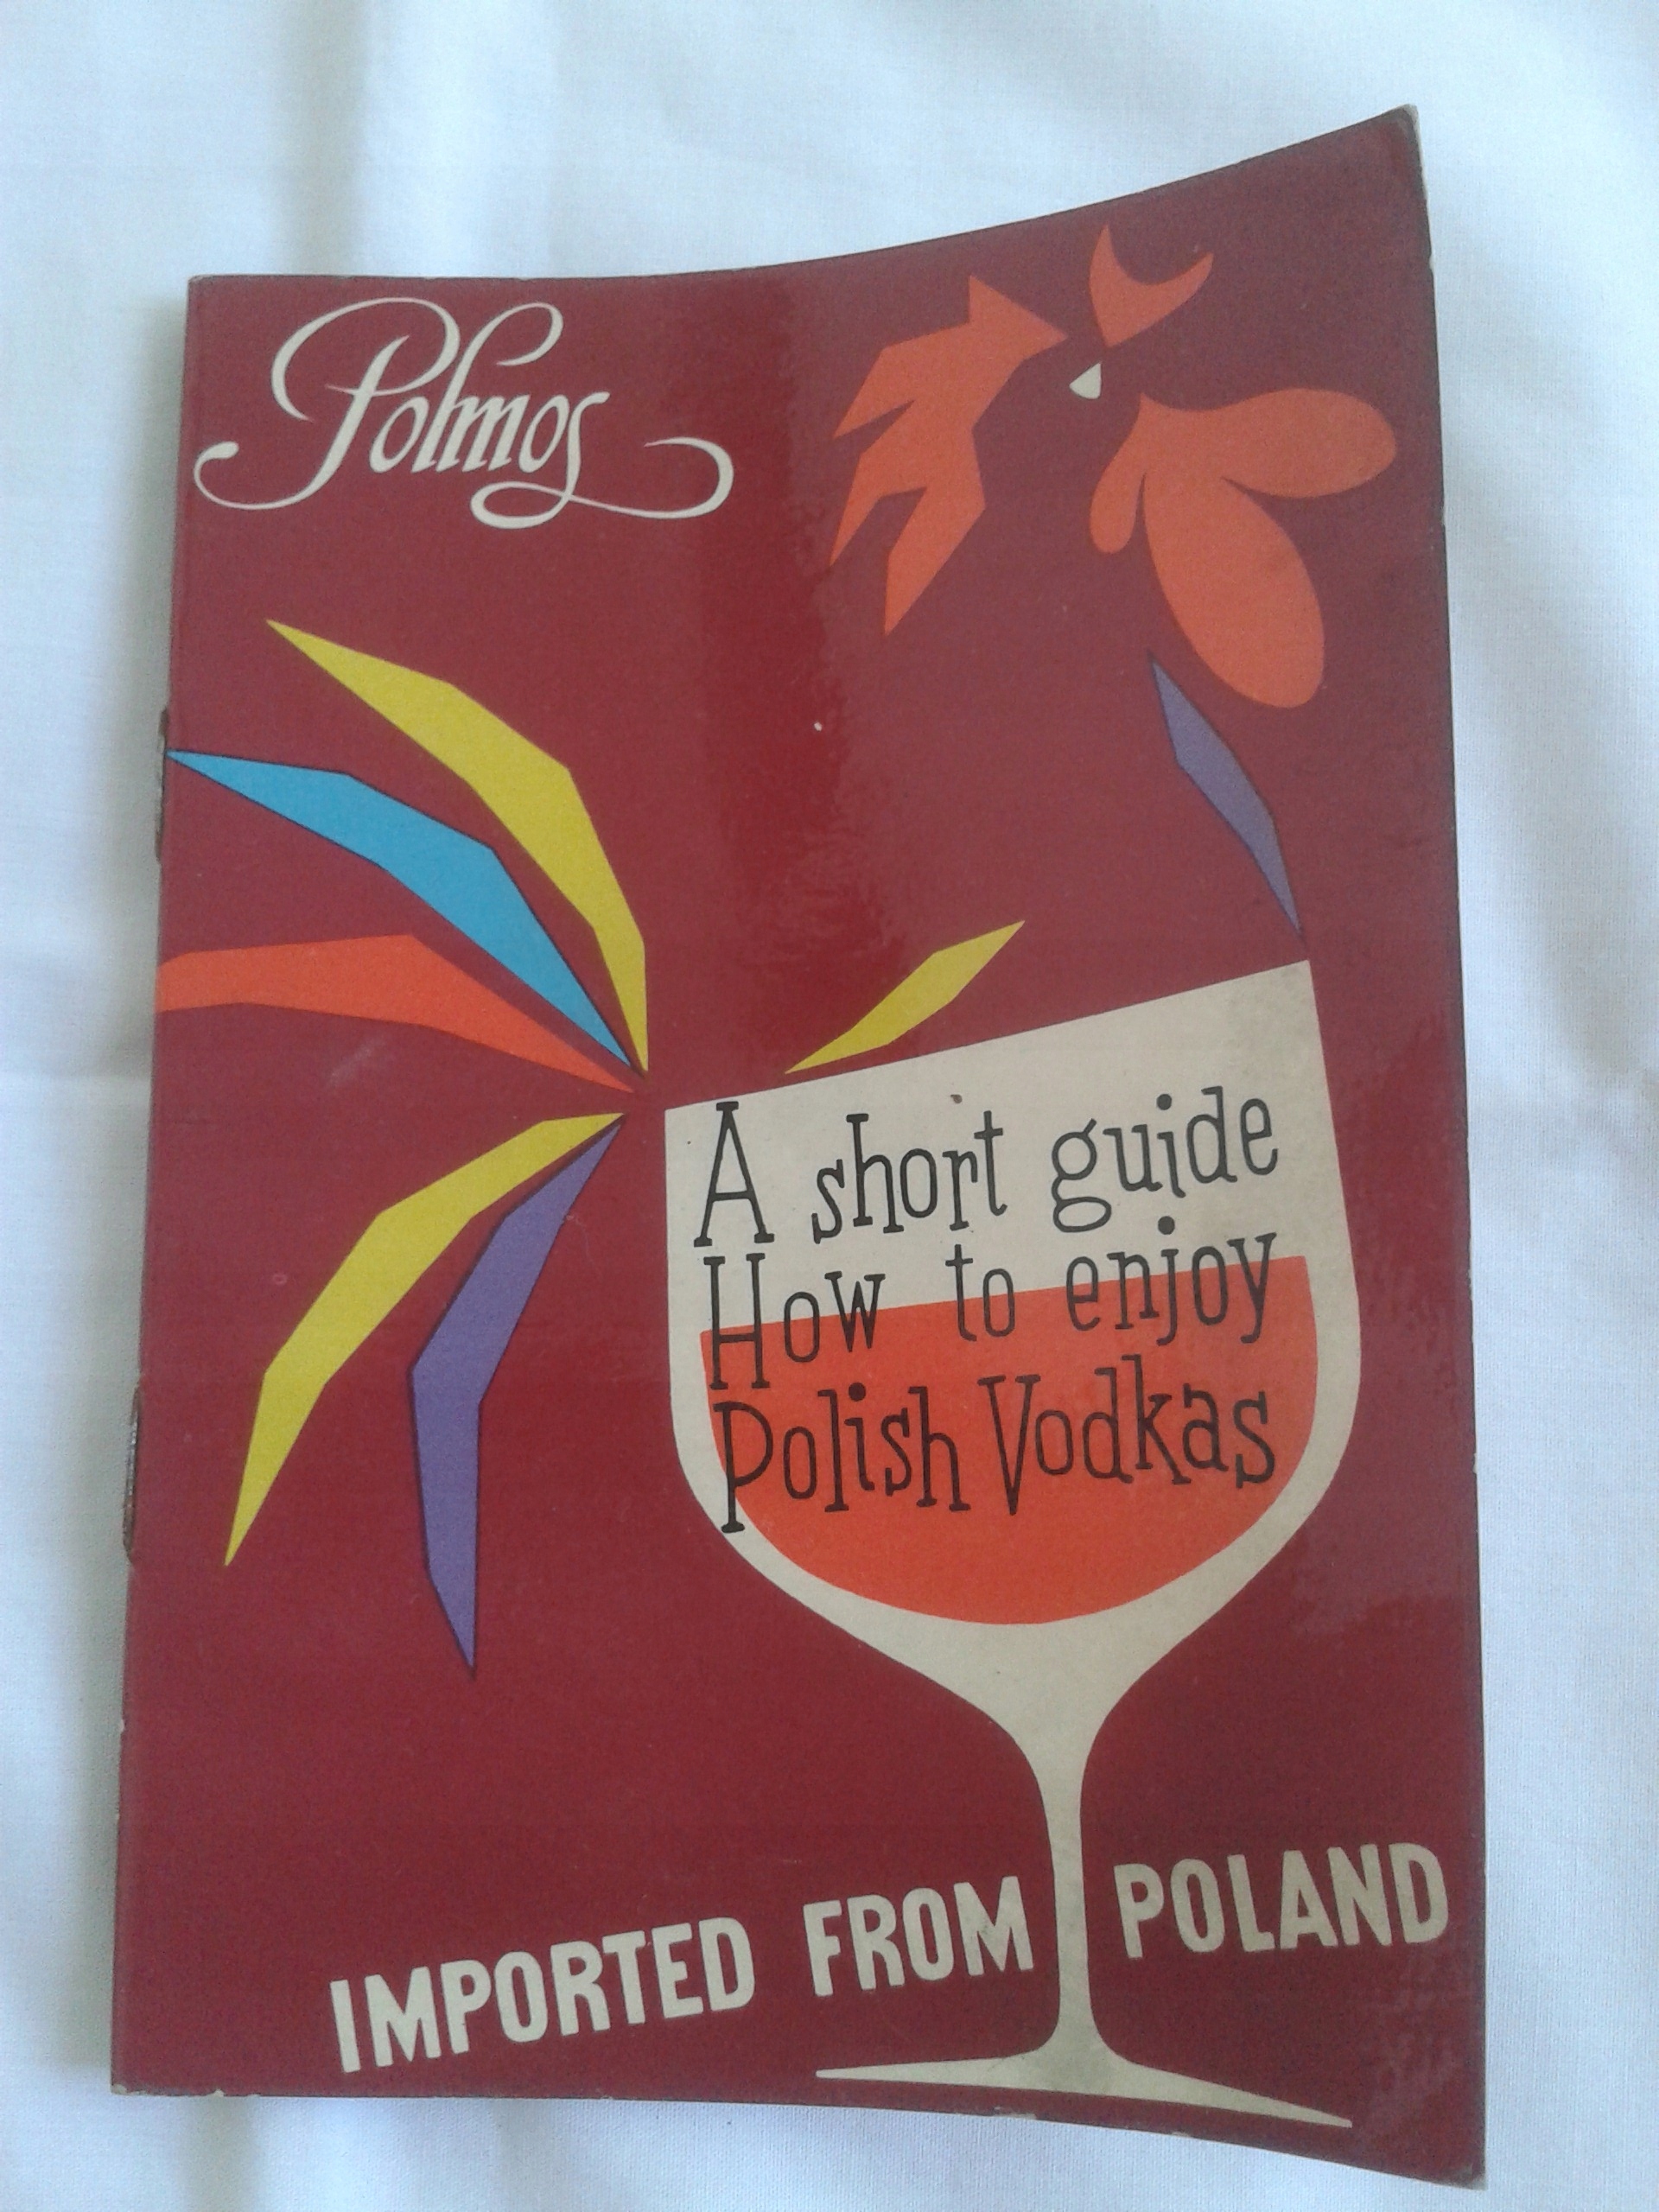 Polmos
A short guide
How to enjoy
Polish Vodkas
IMPORTED FROM POLAND